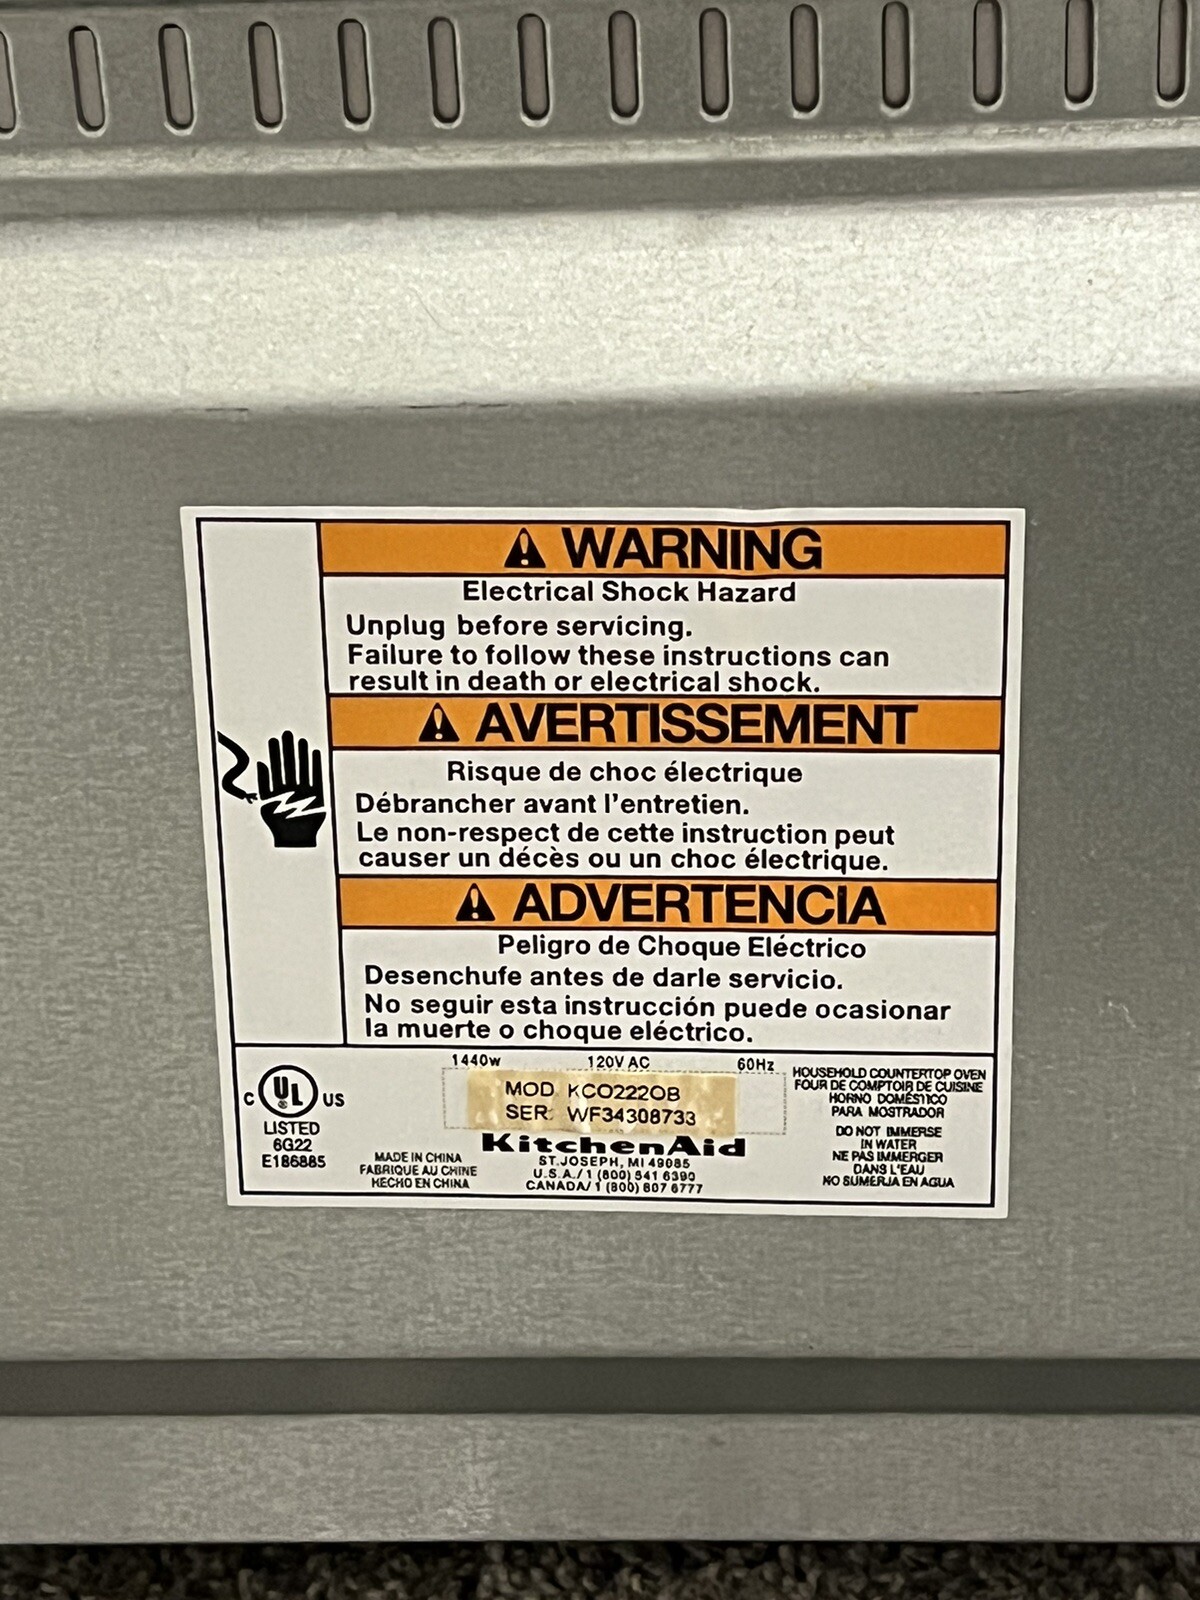 WARNING
Electrical Shock Hazard
Unplug before servicing.
Failure to follow these instructions can
result in death or electrical shock.
AVERTISSEMENT
Risque de choc électrique
Débrancher avant l'entretien.
Le non-respect de cette instruction peut
causer un décès ou un choc électrique.
ADVERTENCIA
Peligro de Choque Eléctrico
Desenchufe antes de darle servicio.
No seguir esta instrucción puede ocasionar
la muerte o choque eléctrico.
C UL ® US
LISTED
6G22
E186885
MADE IN CHINA
FABRIQUE AU CHINE
HECHO EN CHINA
1440w 120V AC 60Hz
MOD KCO222OB
SER: WF34308733
KitchenAid
ST. JOSEPH, MI 49085
U.S.A./ 1 (800) 541 6390
CANADA/ 1 (800) 807 6777
HOUSEHOLD COUNTERTOP OVEN
FOUR DE COMPTOIR DE CUISINE
HORNO DOMÉSTICO
PARA MOSTRADOR
DO NOT IMMERSE
IN WATER
NE PAS IMMERGER
DANS L'EAU
NO SUMERJA EN AGUA